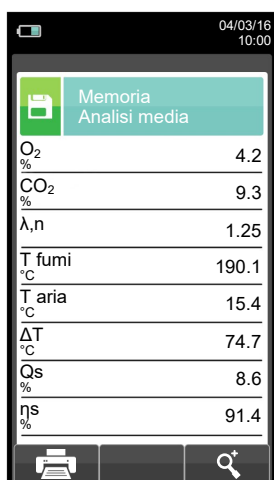 04/03/16
10:00
Memoria
Analisi media
O₂
%
4.2
CO₂
%
9.3
λ,n
1.25
T fumi
°C
190.1
T aria
°C
15.4
ΔT
°C
74.7
Qs
%
8.6
ηs
%
91.4